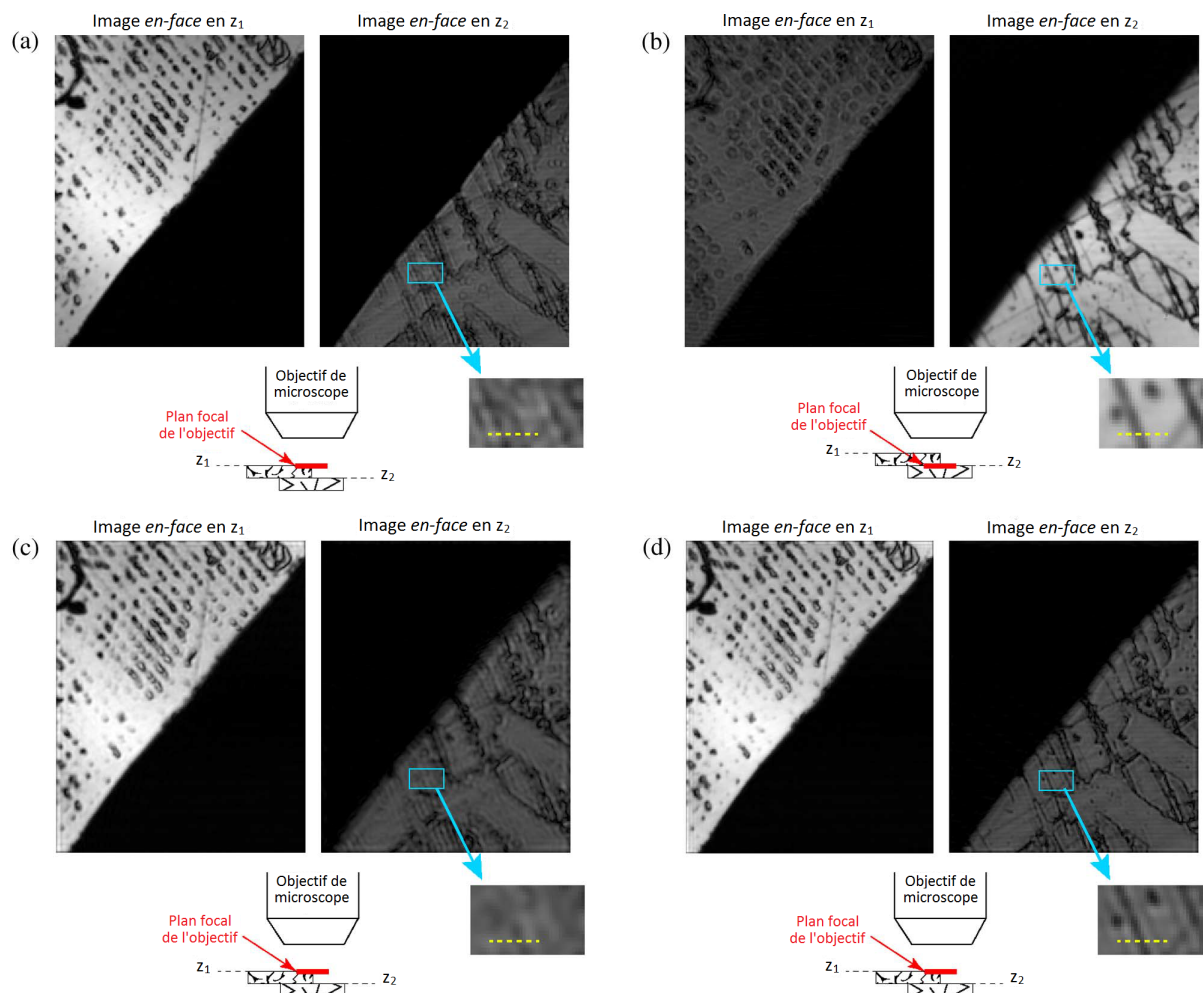 Image en-face en z₁
Image en-face en z₂
(a)
Objectif de
microscope
Plan focal
de l'objectif
z₁
z₂
Image en-face en z₁
Image en-face en z₂
(b)
Objectif de
microscope
Plan focal
de l'objectif
z₁
z₂
Image en-face en z₁
Image en-face en z₂
(c)
Objectif de
microscope
Plan focal
de l'objectif
z₁
z₂
Image en-face en z₁
Image en-face en z₂
(d)
Objectif de
microscope
Plan focal
de l'objectif
z₁
z₂